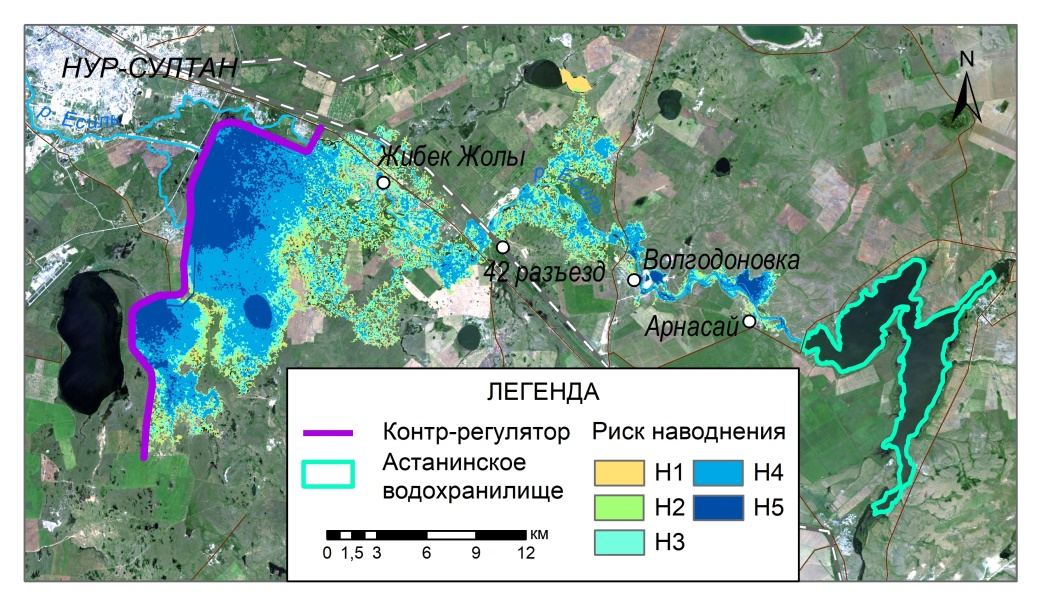 НУР-СУЛТАН
N
р. Есиль
Жибек Жолы
р. Есиль
42 разъезд
Волгодоновка
Арнасай
ЛЕГЕНДА
Контр-регулятор
Астанинское
водохранилище
Риск наводнения
Н1
Н4
Н2
Н5
Н3
км
0 1,5 3 6 9 12